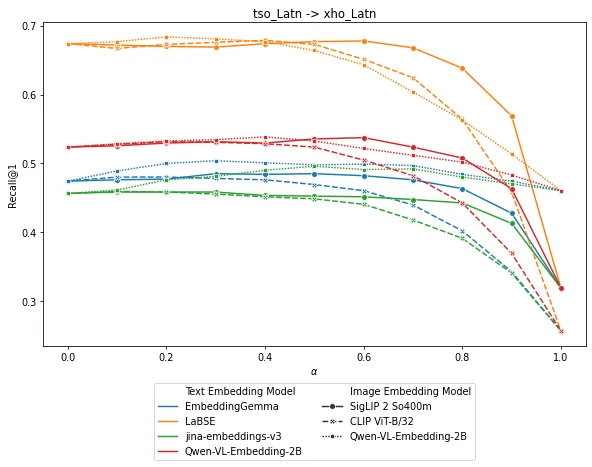 tso_Latn -> xho_Latn
0.7
0.6
0.5
0.4
0.3
Recall@1
0.0 0.2 0.4 0.6 0.8 1.0
α
Text Embedding Model Image Embedding Model
EmbeddingGemma SigLIP 2 So400m
LaBSE CLIP ViT-B/32
jina-embeddings-v3 Qwen-VL-Embedding-2B
Qwen-VL-Embedding-2B